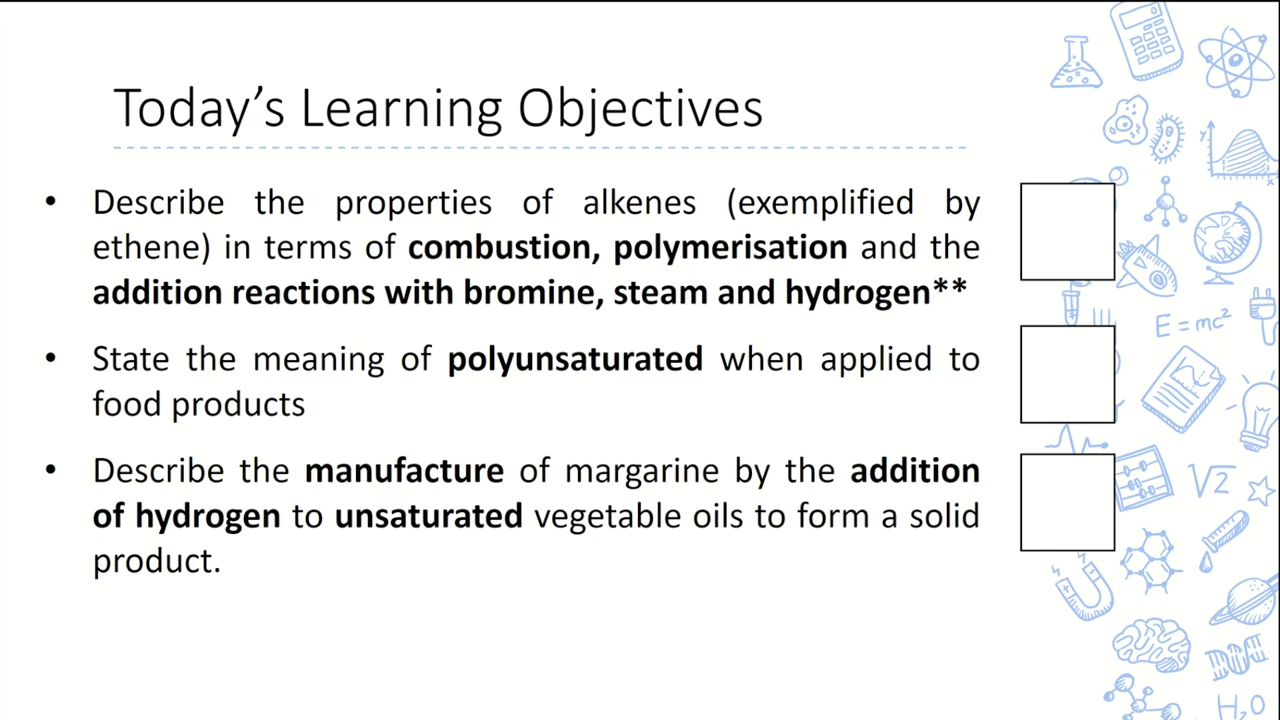 Today's Learning Objectives
• Describe the properties of alkenes (exemplified by
ethene) in terms of combustion, polymerisation and the
addition reactions with bromine, steam and hydrogen**
• State the meaning of polyunsaturated when applied to
food products
• Describe the manufacture of margarine by the addition
of hydrogen to unsaturated vegetable oils to form a solid
product.
y
x
E=mc²
√2
H₂O